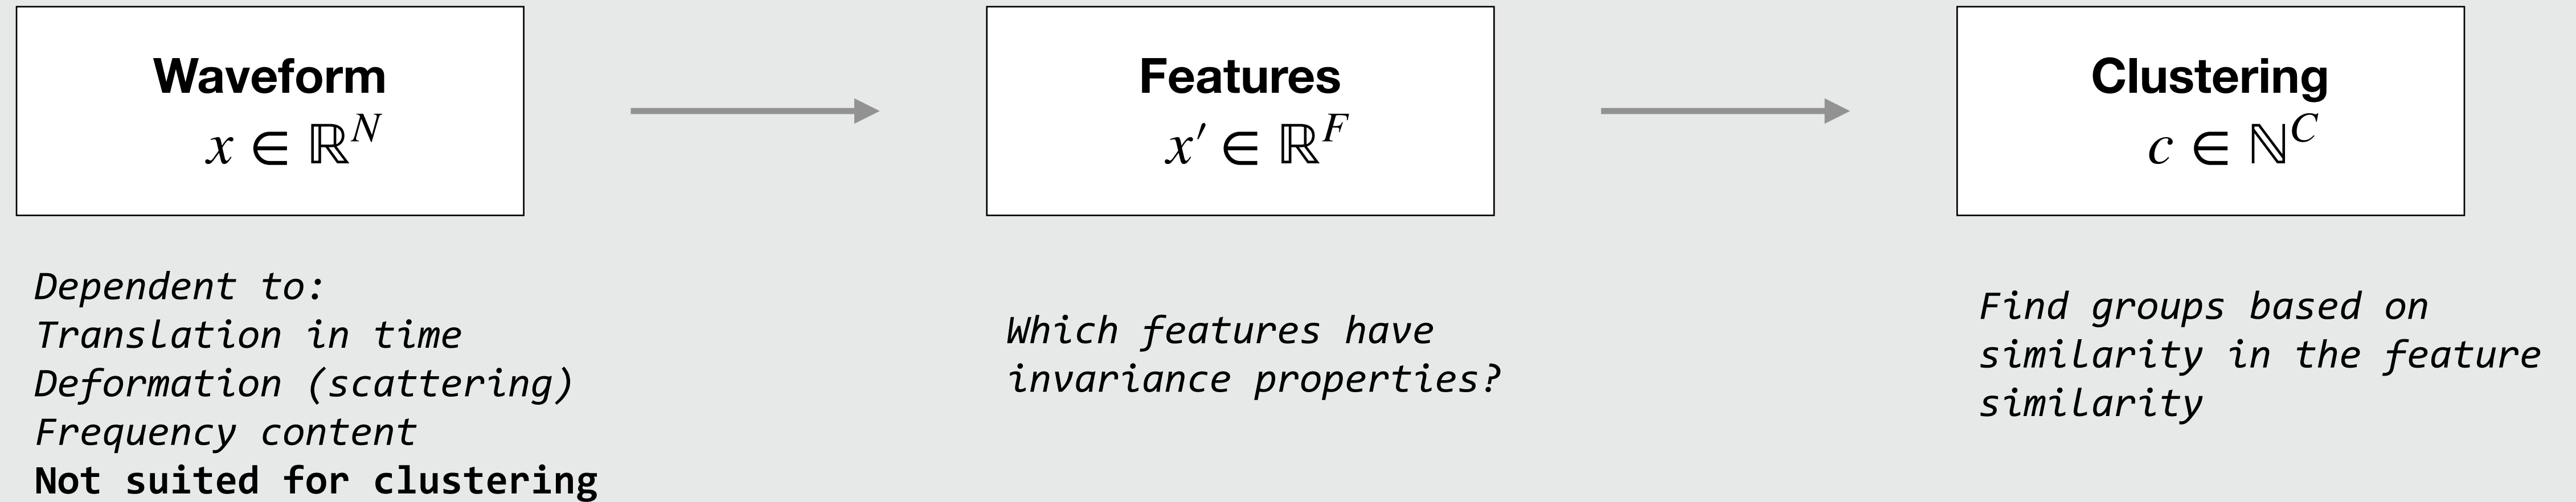 Waveform
x ∈ ℝ^N
Dependent to:
Translation in time
Deformation (scattering)
Frequency content
Not suited for clustering
Features
x′ ∈ ℝ^F
Which features have
invariance properties?
Clustering
c ∈ ℕ^C
Find groups based on
similarity in the feature
similarity